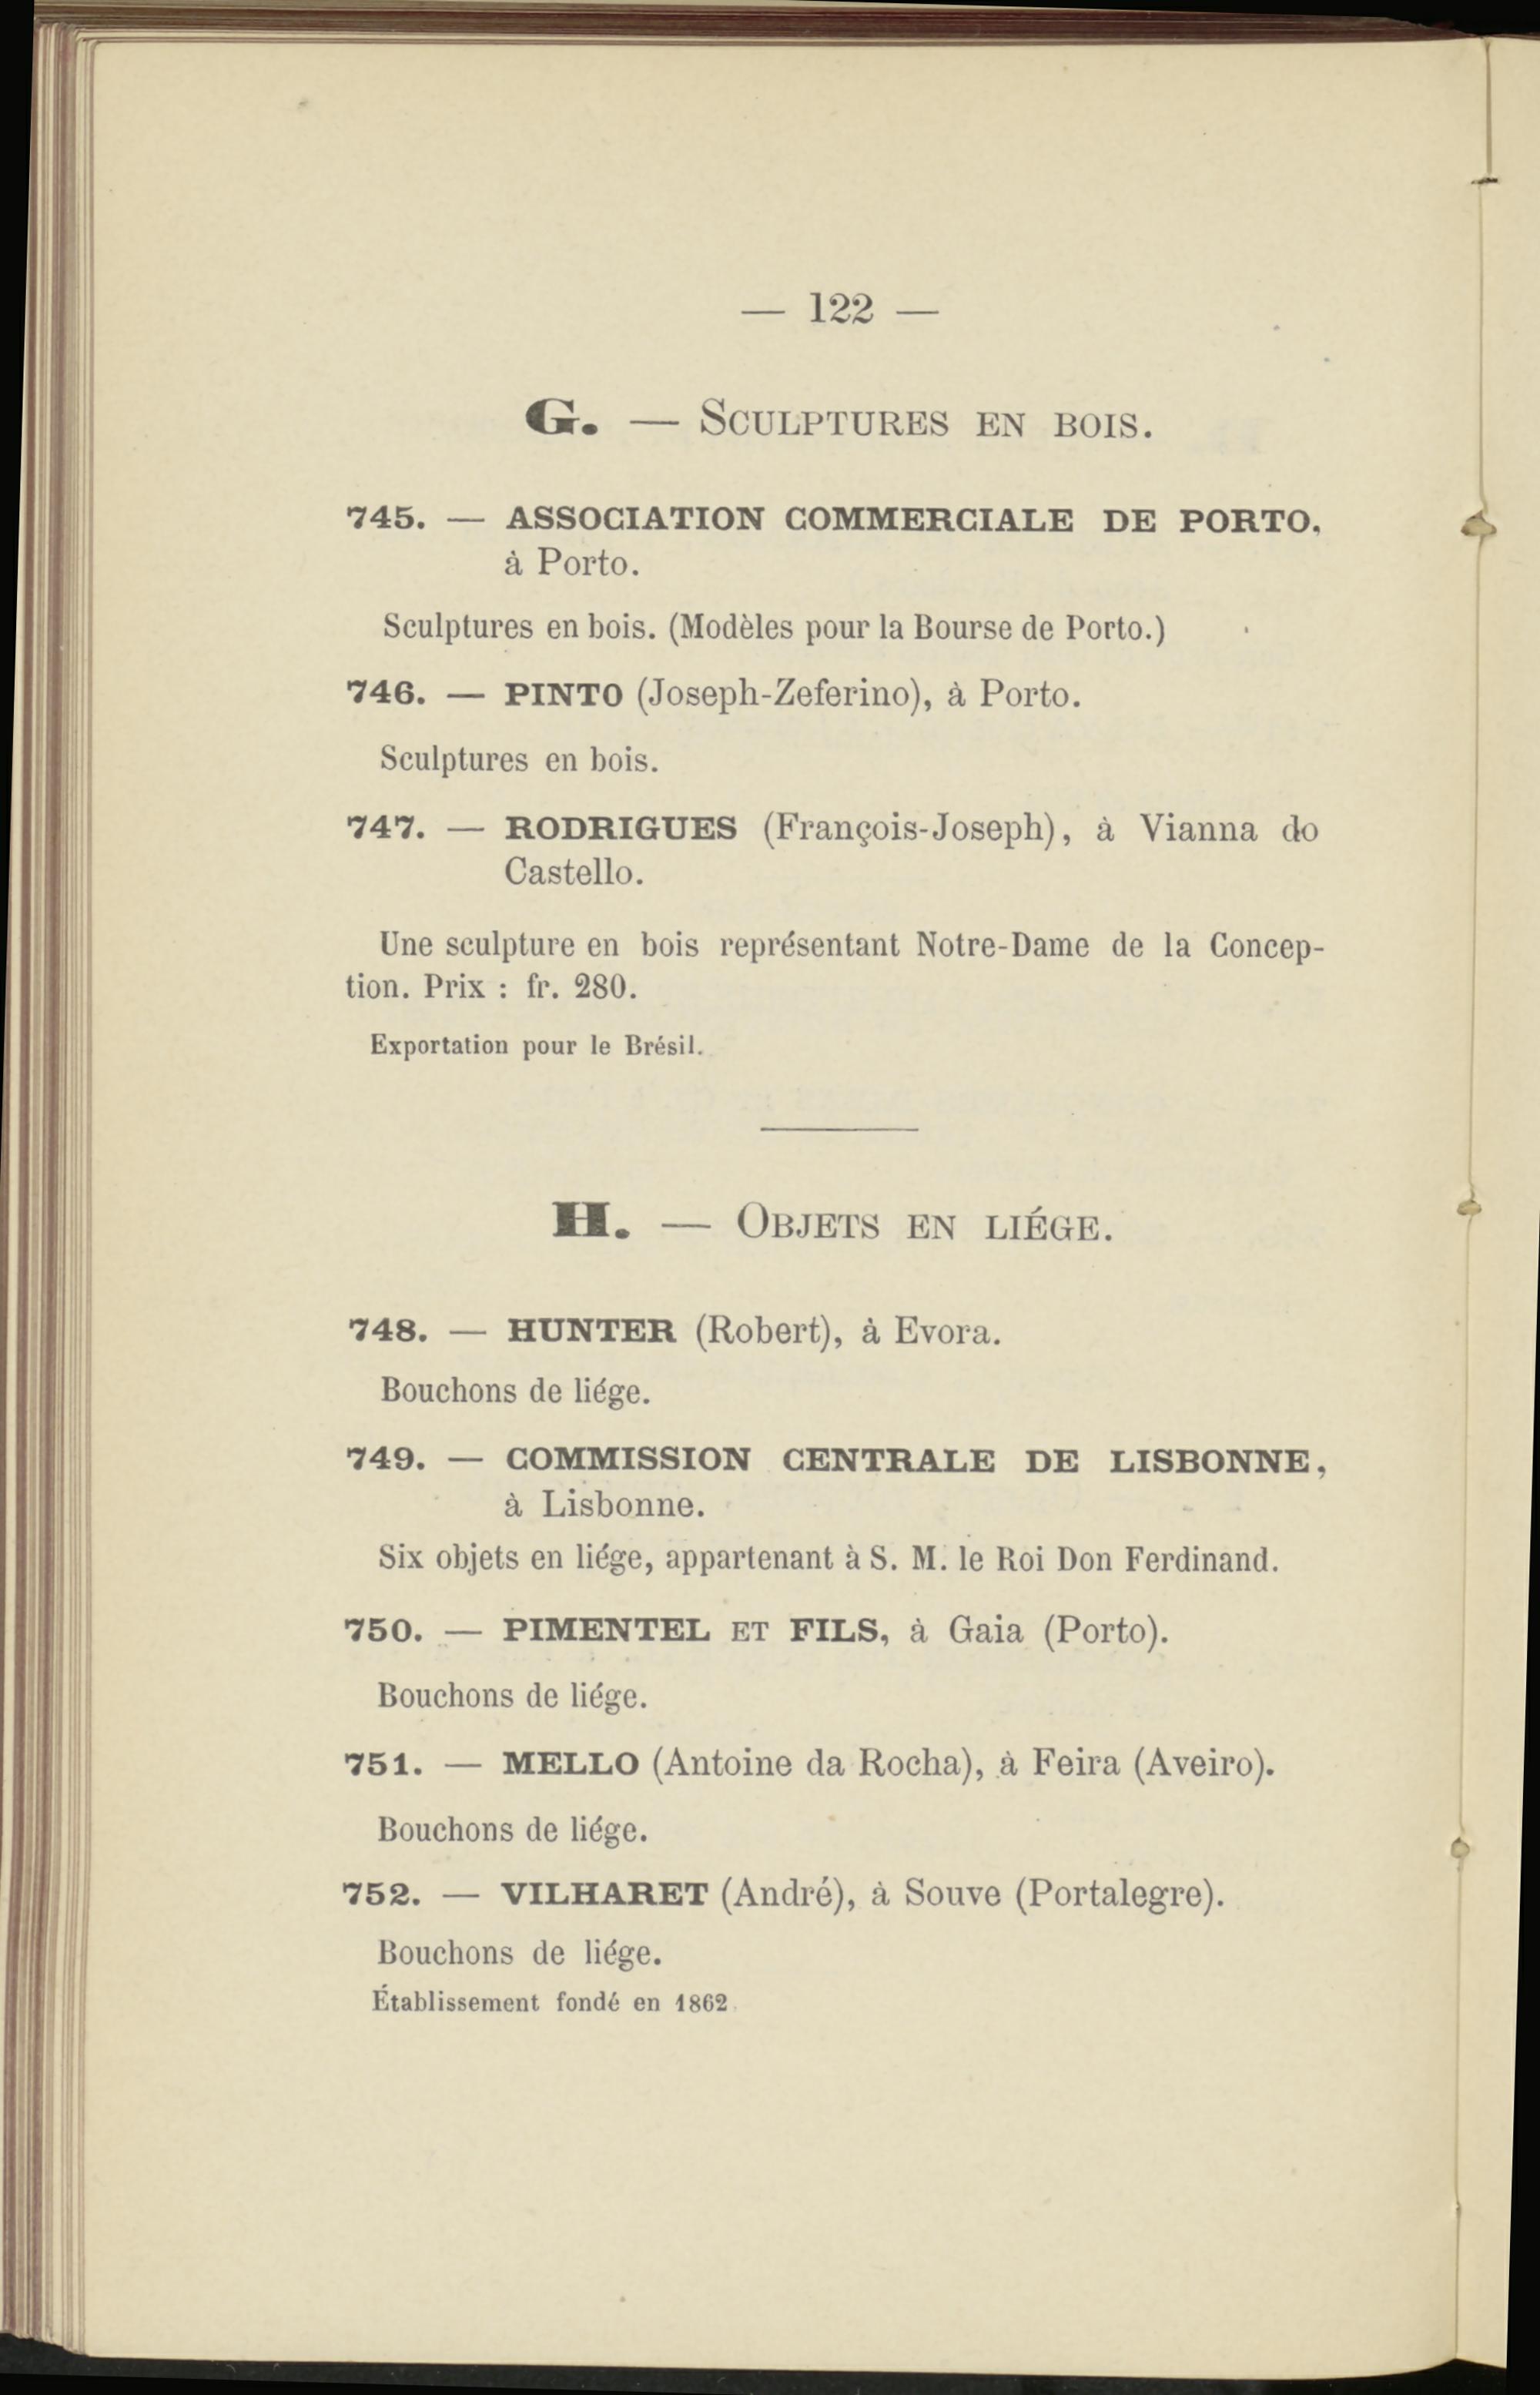 — 122 —
G. — SCULPTURES EN BOIS.
745. — ASSOCIATION COMMERCIALE DE PORTO,
à Porto.
Sculptures en bois. (Modèles pour la Bourse de Porto.)
746. — PINTO (Joseph-Zeferino), à Porto.
Sculptures en bois.
747. — RODRIGUES (François-Joseph), à Vianna do
Castello.
Une sculpture en bois représentant Notre-Dame de la Concep-
tion. Prix : fr. 280.
Exportation pour le Brésil.
H. — OBJETS EN LIÉGE.
748. — HUNTER (Robert), à Evora.
Bouchons de liége.
749. — COMMISSION CENTRALE DE LISBONNE,
à Lisbonne.
Six objets en liége, appartenant à S. M. le Roi Don Ferdinand.
750. — PIMENTEL ET FILS, à Gaia (Porto).
Bouchons de liége.
751. — MELLO (Antoine da Rocha), à Feira (Aveiro).
Bouchons de liége.
752. — VILHARET (André), à Souve (Portalegre).
Bouchons de liége.
Établissement fondé en 1862.